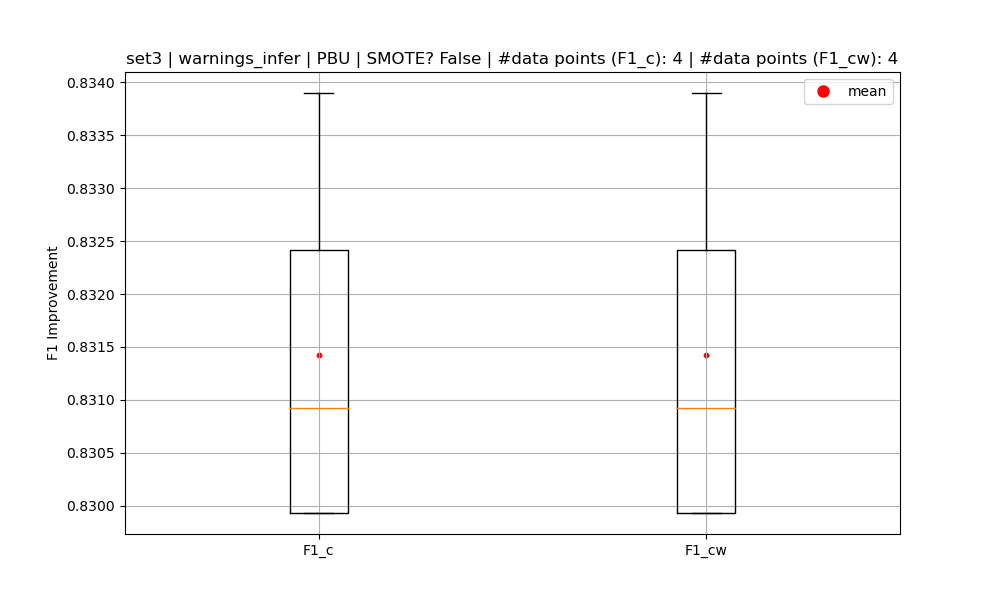 set3 | warnings_infer | PBU | SMOTE? False | #data points (F1_c): 4 | #data points (F1_cw): 4
mean
0.8340
0.8335
0.8330
0.8325
0.8320
0.8315
0.8310
0.8305
0.8300
F1 Improvement
F1_c
F1_cw